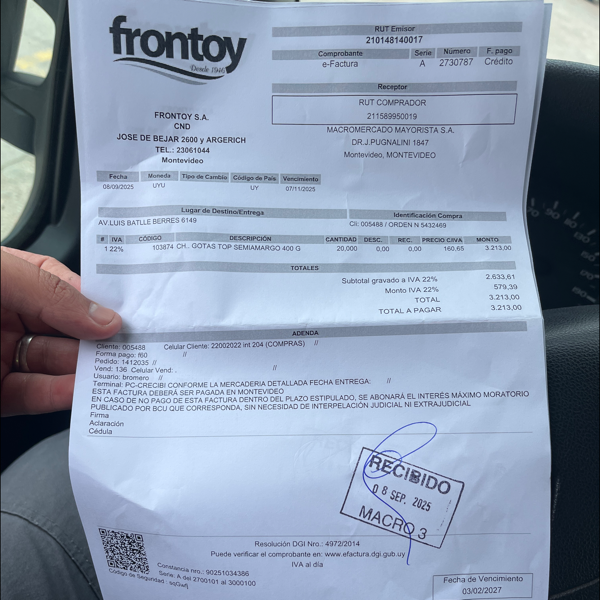 frontoy
Desde 1946
FRONTOY S.A.
CND
JOSE DE BEJAR 2600 y ARGERICH
TEL.: 23061044
Montevideo
RUT Emisor
210148140017
Comprobante Serie Número F. pago
e-Factura A 2730787 Crédito
Receptor
RUT COMPRADOR
211589950019
MACROMERCADO MAYORISTA S.A.
DR.J.PUGNALINI 1847
Montevideo, MONTEVIDEO
Fecha Moneda Tipo de Cambio Código de País Vencimiento
08/09/2025 UYU UY 07/11/2025
Lugar de Destino/Entrega Identificación Compra
AV.LUIS BATLLE BERRES 6149 CII: 005488 / ORDEN N 5432469
# IVA CÓDIGO DESCRIPCIÓN CANTIDAD DESC. REC. PRECIO C/IVA MONTO
1 22% 103874 CH.. GOTAS TOP SEMIAMARGO 400 G 20,000 0,00 0,00 160,65 3.213,00
TOTALES
Subtotal gravado a IVA 22% 2.633,61
Monto IVA 22% 579,39
TOTAL 3.213,00
TOTAL A PAGAR 3.213,00
ADENDA
Cliente: 005488 Celular Cliente: 22002022 int 204 (COMPRAS) //
Forma pago: f60 //
Pedido: 1412035 //
Vend: 136 Celular Vend: . //
Usuario: bromero //
Terminal: PC-CRECIBI CONFORME LA MERCADERIA DETALLADA FECHA ENTREGA: //
ESTA FACTURA DEBERÁ SER PAGADA EN MONTEVIDEO
EN CASO DE NO PAGO DE ESTA FACTURA DENTRO DEL PLAZO ESTIPULADO, SE ABONARÁ EL INTERÉS MÁXIMO MORATORIO
PUBLICADO POR BCU QUE CORRESPONDA, SIN NECESIDAD DE INTERPELACIÓN JUDICIAL NI EXTRAJUDICIAL
Firma
Aclaración
Cédula
RECIBIDO
08 SEP. 2025
MACRO 3
Resolución DGI Nro.: 4972/2014
Puede verificar el comprobante en: www.efactura.dgi.gub.uy
IVA al día
Constancia nro.: 90251034386
Serie: A del 2700101 al 3000100
Código de Seguridad : sqGwfj
Fecha de Vencimiento
03/02/2027